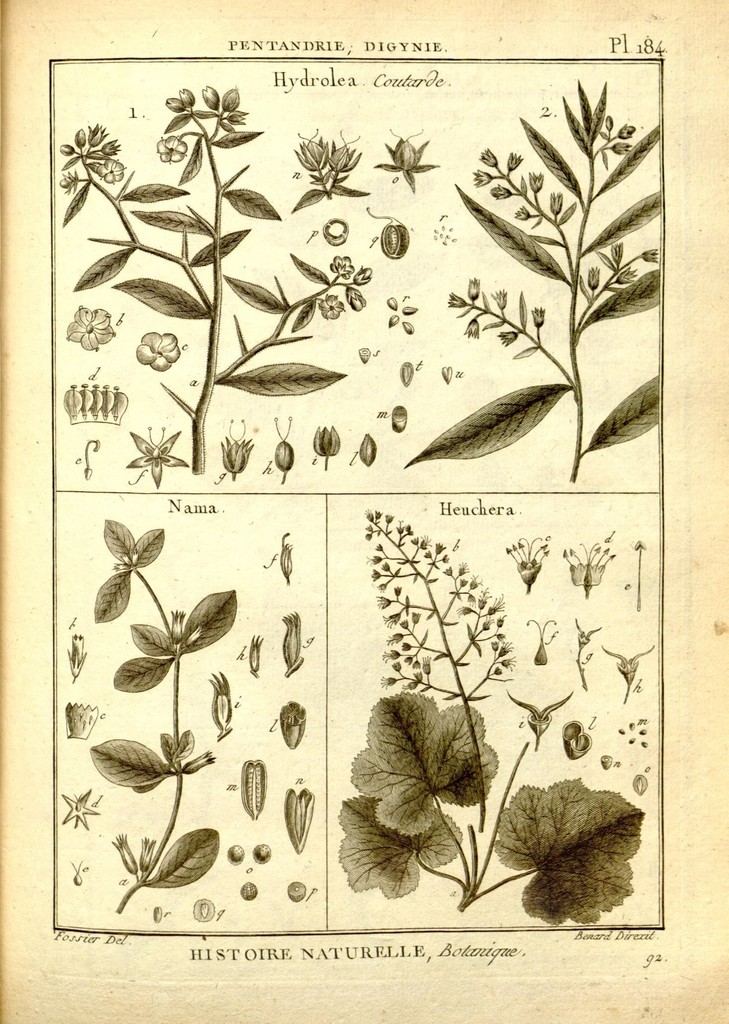 PENTANDRIE, DIGYNIE.
Pl. 184.
Hydrolea. Coutarde.
1.
2.
n
o
p
q
r
b
c
r
s
t
u
a
d
m
e
f
g
h
i
l
Nama.
Heuchera.
f
b
c
d
e
h
g
f
g
h
c
i
l
i
l
m
n
m
n
o
d
e
a
o
p
r
q
a
Fossier Del.
Benard Direxit.
HISTOIRE NATURELLE, Botanique.
92.